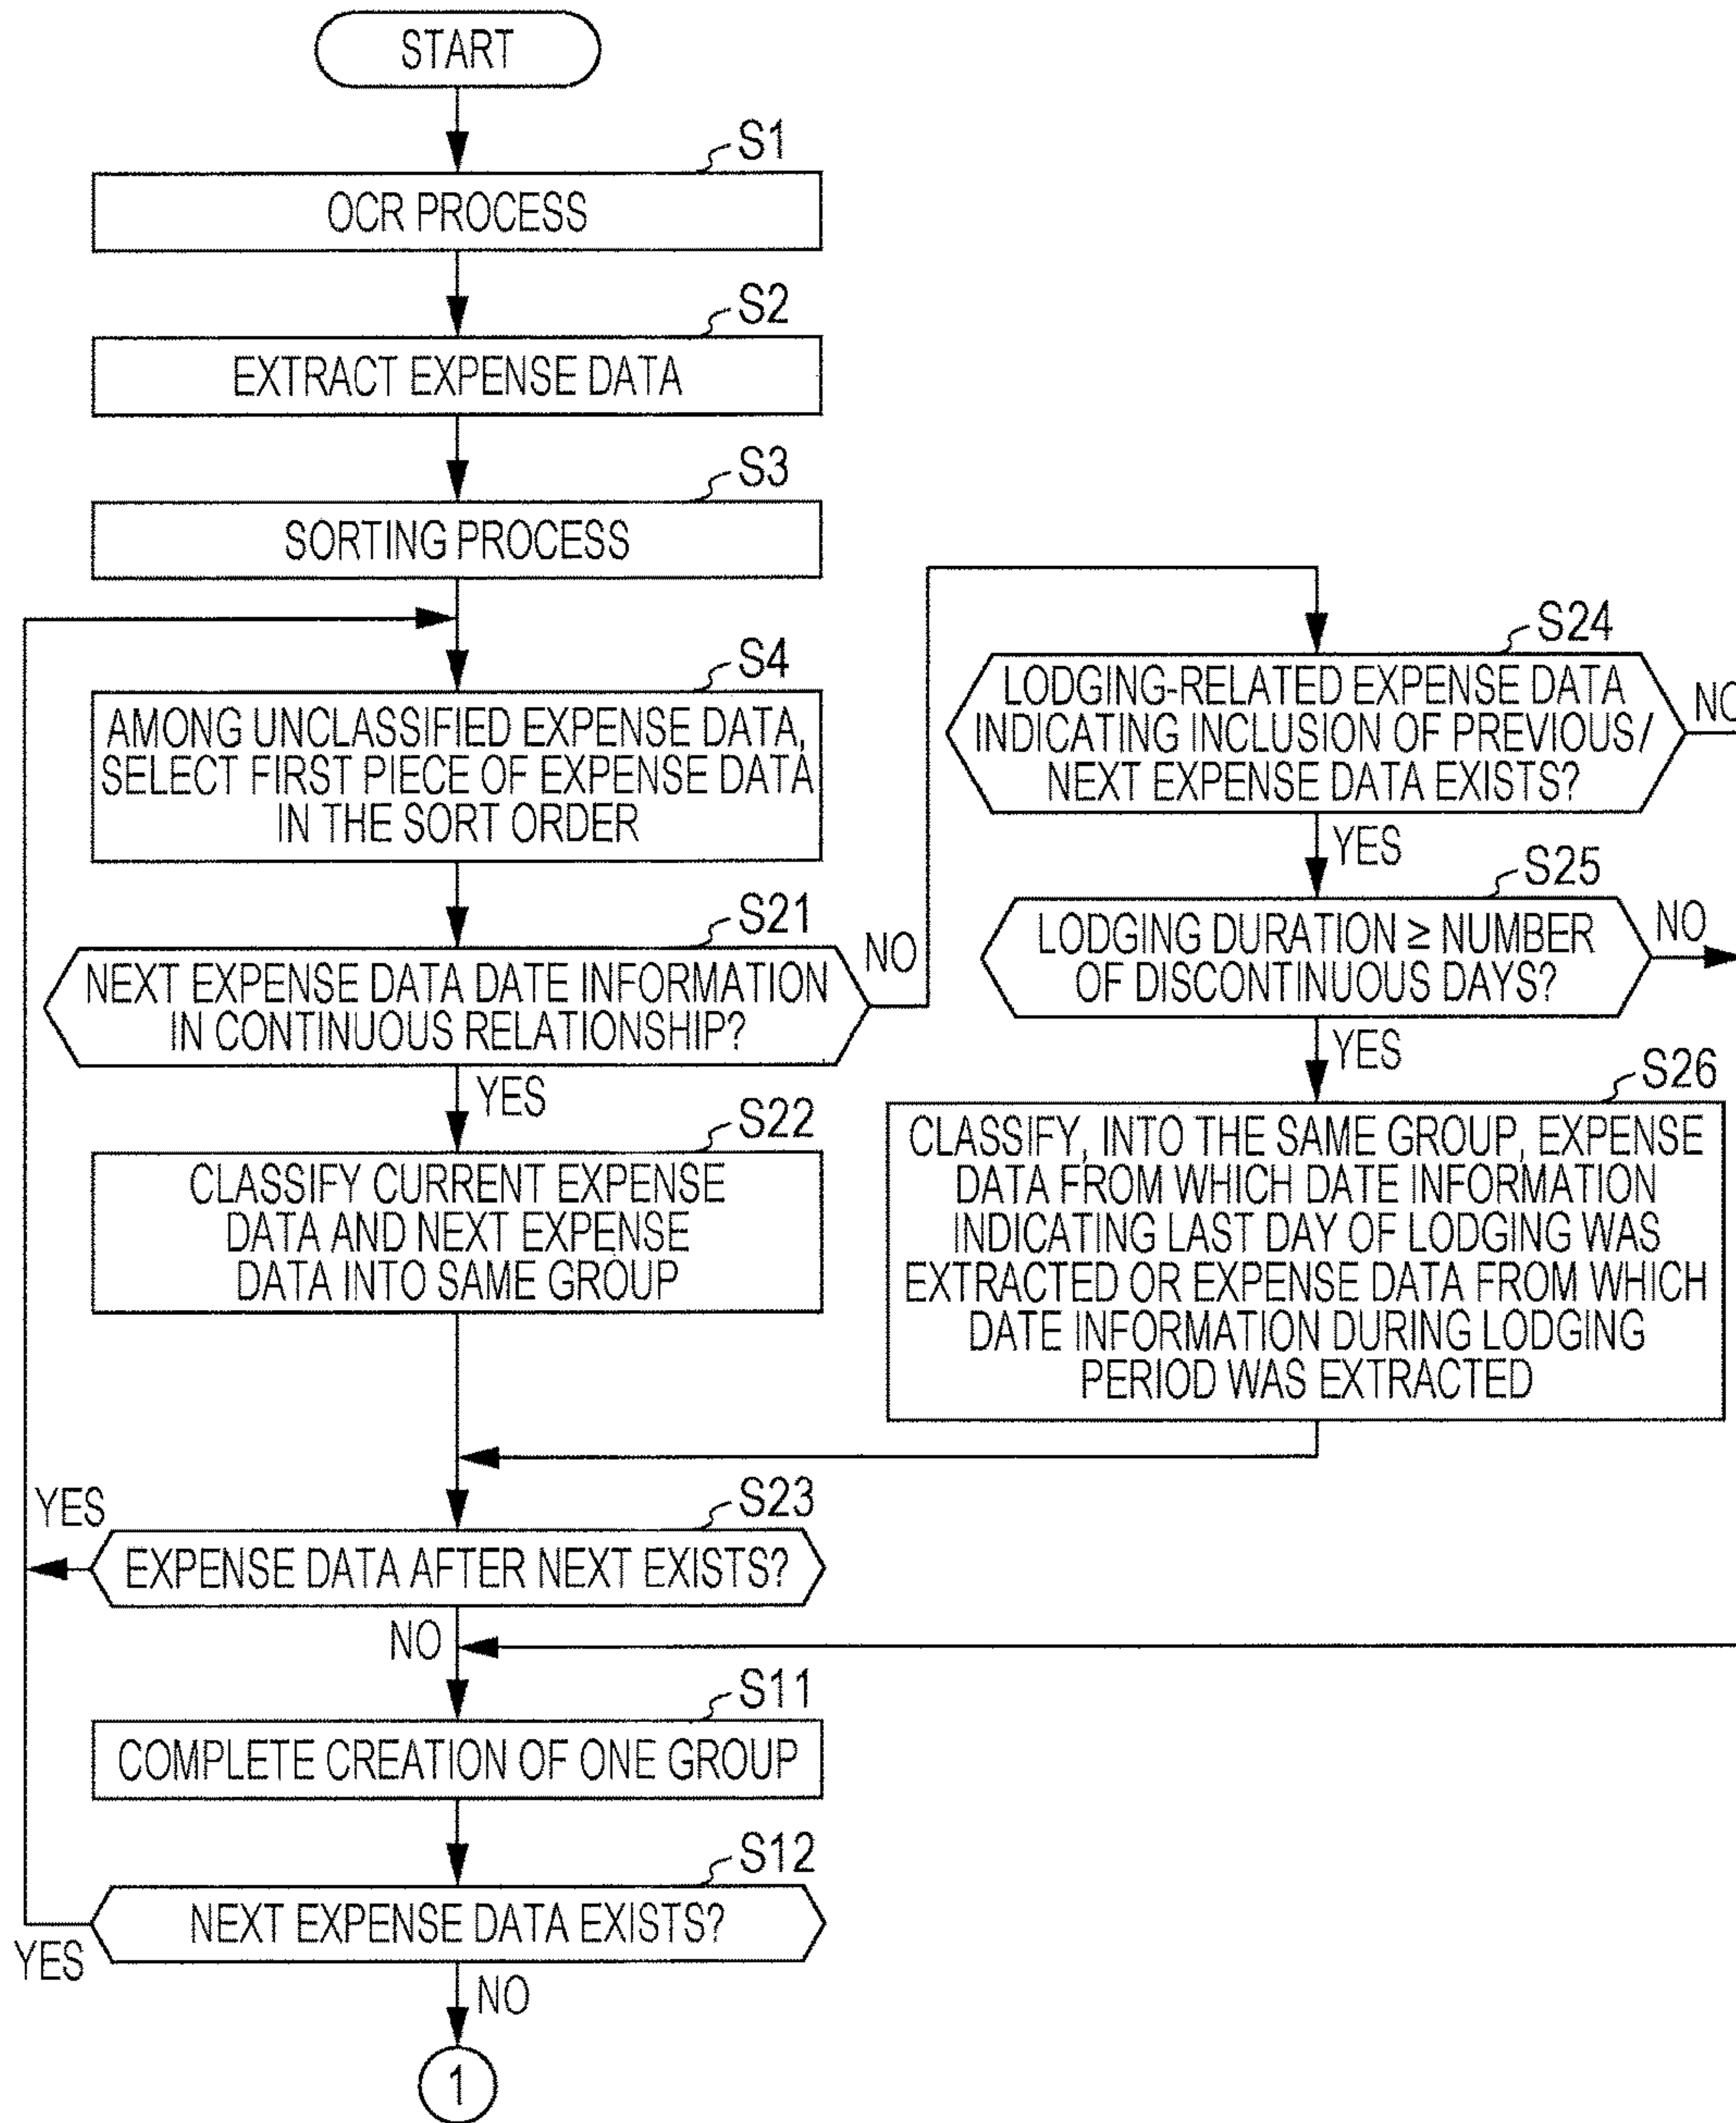 START
S1
OCR PROCESS
S2
EXTRACT EXPENSE DATA
S3
SORTING PROCESS
S4
AMONG UNCLASSIFIED EXPENSE DATA,
SELECT FIRST PIECE OF EXPENSE DATA
IN THE SORT ORDER
S21
NEXT EXPENSE DATA DATE INFORMATION
IN CONTINUOUS RELATIONSHIP?
NO
YES
S22
CLASSIFY CURRENT EXPENSE
DATA AND NEXT EXPENSE
DATA INTO SAME GROUP
S24
LODGING-RELATED EXPENSE DATA
INDICATING INCLUSION OF PREVIOUS/
NEXT EXPENSE DATA EXISTS?
NO
YES
S25
LODGING DURATION ≥ NUMBER
OF DISCONTINUOUS DAYS?
NO
YES
S26
CLASSIFY, INTO THE SAME GROUP, EXPENSE
DATA FROM WHICH DATE INFORMATION
INDICATING LAST DAY OF LODGING WAS
EXTRACTED OR EXPENSE DATA FROM WHICH
DATE INFORMATION DURING LODGING
PERIOD WAS EXTRACTED
S23
YES
EXPENSE DATA AFTER NEXT EXISTS?
NO
S11
COMPLETE CREATION OF ONE GROUP
S12
NEXT EXPENSE DATA EXISTS?
YES
NO
1